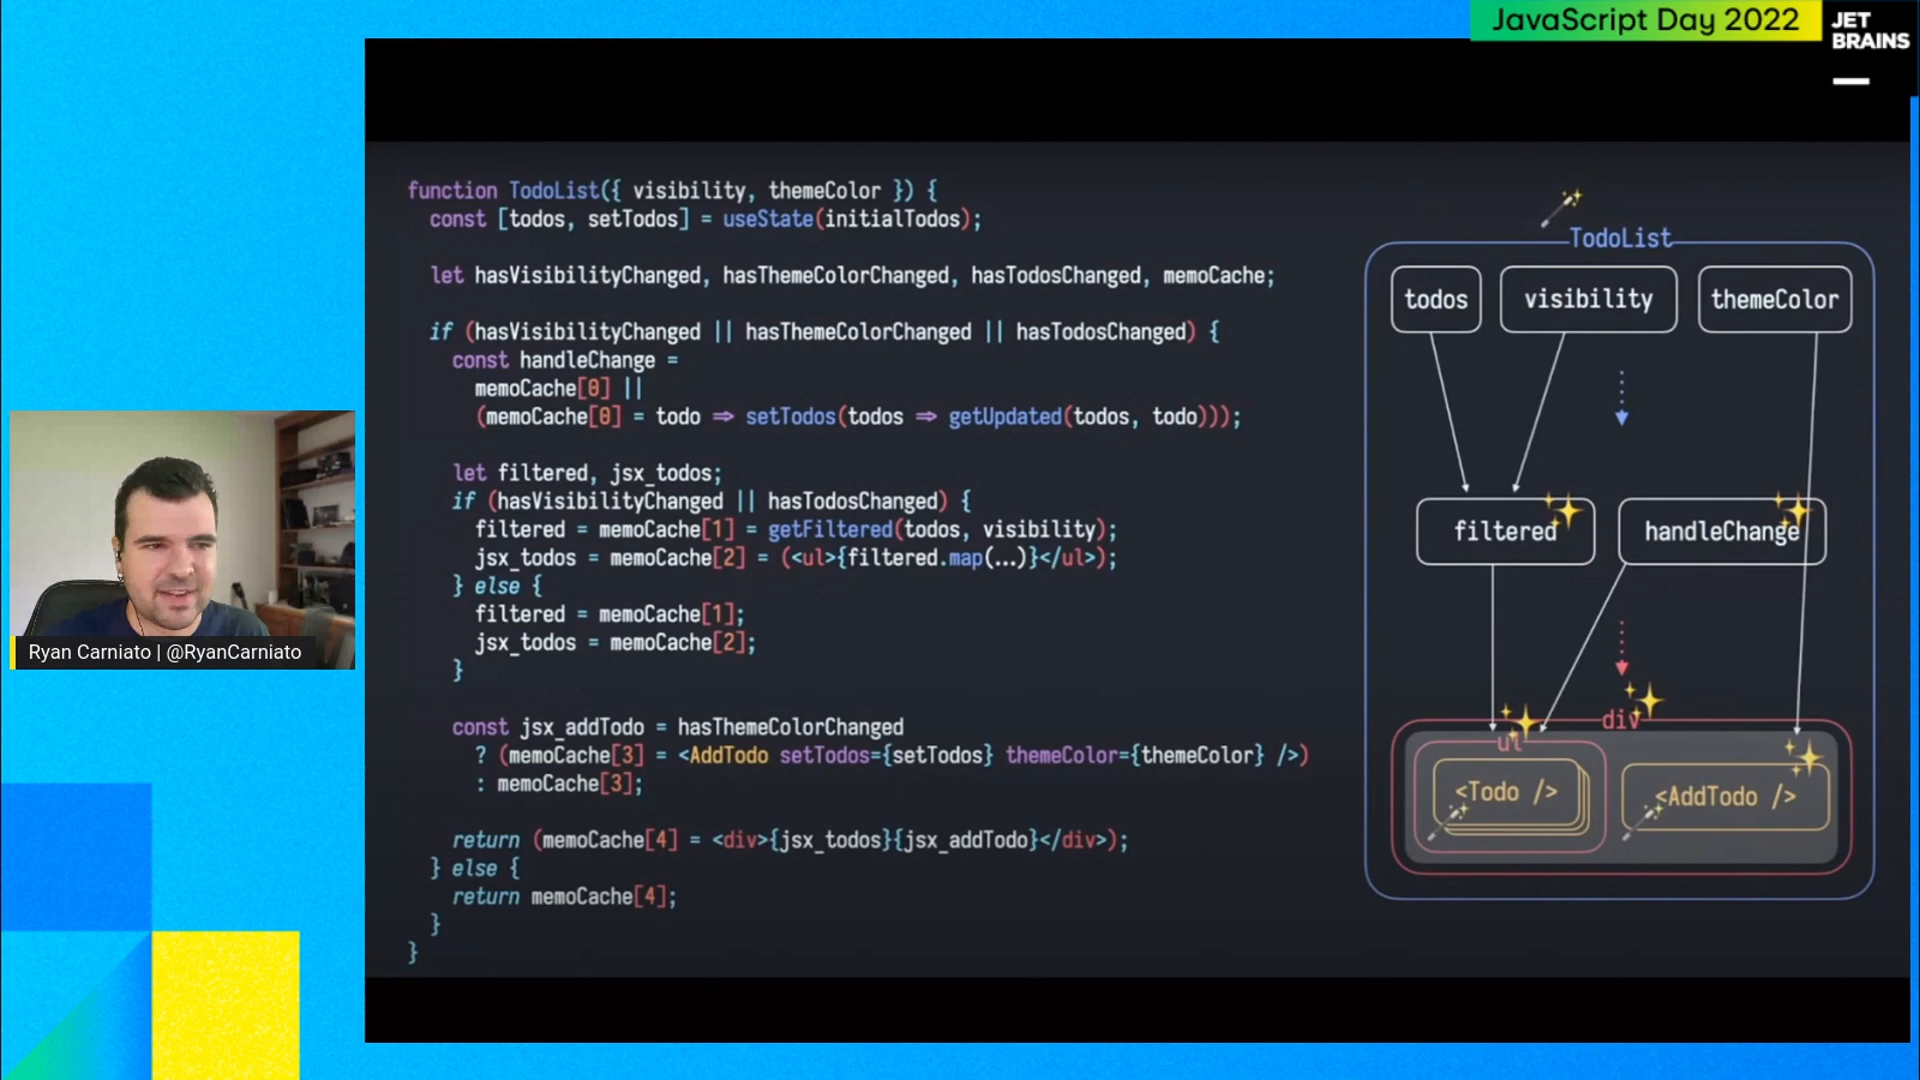 JavaScript Day 2022
JET
BRAINS
function TodoList({ visibility, themeColor }) {
const [todos, setTodos] = useState(initialTodos);
let hasVisibilityChanged, hasThemeColorChanged, hasTodosChanged, memoCache;
if (hasVisibilityChanged || hasThemeColorChanged || hasTodosChanged) {
const handleChange =
memoCache[0] ||
(memoCache[0] = todo ⇒ setTodos(todos ⇒ getUpdated(todos, todo)));
let filtered, jsx_todos;
if (hasVisibilityChanged || hasTodosChanged) {
filtered = memoCache[1] = getFiltered(todos, visibility);
jsx_todos = memoCache[2] = (<ul>{filtered.map(...)}</ul>);
} else {
filtered = memoCache[1];
jsx_todos = memoCache[2];
}
const jsx_addTodo = hasThemeColorChanged
? (memoCache[3] = <AddTodo setTodos={setTodos} themeColor={themeColor} />)
: memoCache[3];
return (memoCache[4] = <div>{jsx_todos}{jsx_addTodo}</div>);
} else {
return memoCache[4];
}
}
TodoList
todos
visibility
themeColor
filtered
handleChange
div
ul
<Todo />
<AddTodo />
Ryan Carniato | @RyanCarniato